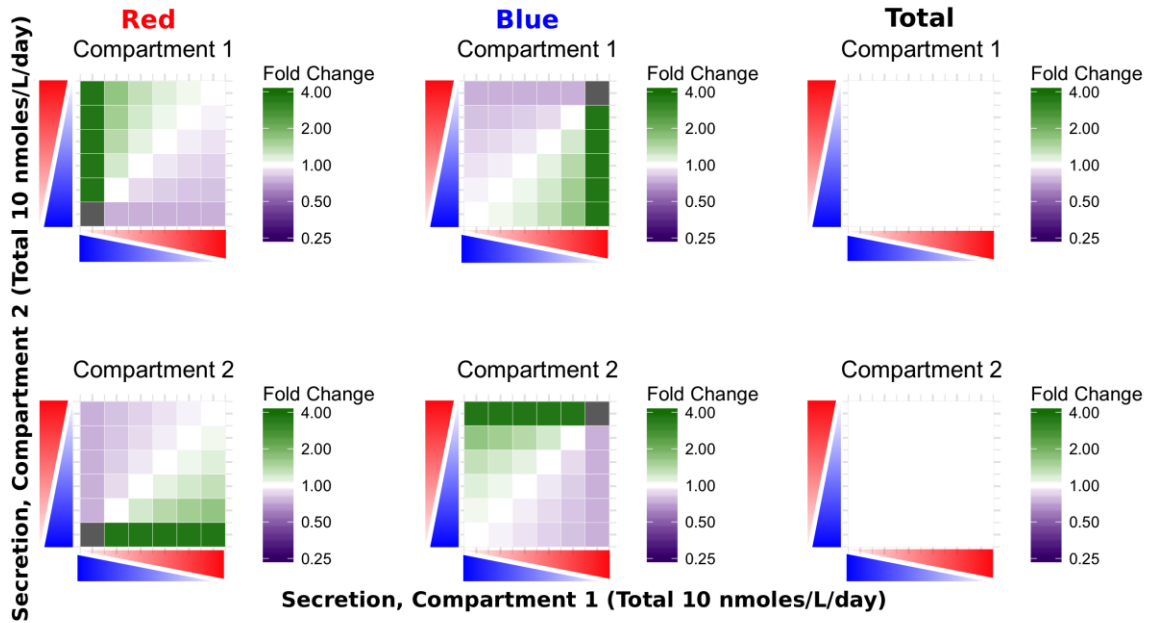 Red
Blue
Total
Compartment 1
Compartment 1
Compartment 1
Fold Change
4.00
2.00
1.00
0.50
0.25
Fold Change
4.00
2.00
1.00
0.50
0.25
Fold Change
4.00
2.00
1.00
0.50
0.25
Secretion, Compartment 2 (Total 10 nmoles/L/day)
Compartment 2
Compartment 2
Compartment 2
Fold Change
4.00
2.00
1.00
0.50
0.25
Fold Change
4.00
2.00
1.00
0.50
0.25
Fold Change
4.00
2.00
1.00
0.50
0.25
Secretion, Compartment 1 (Total 10 nmoles/L/day)